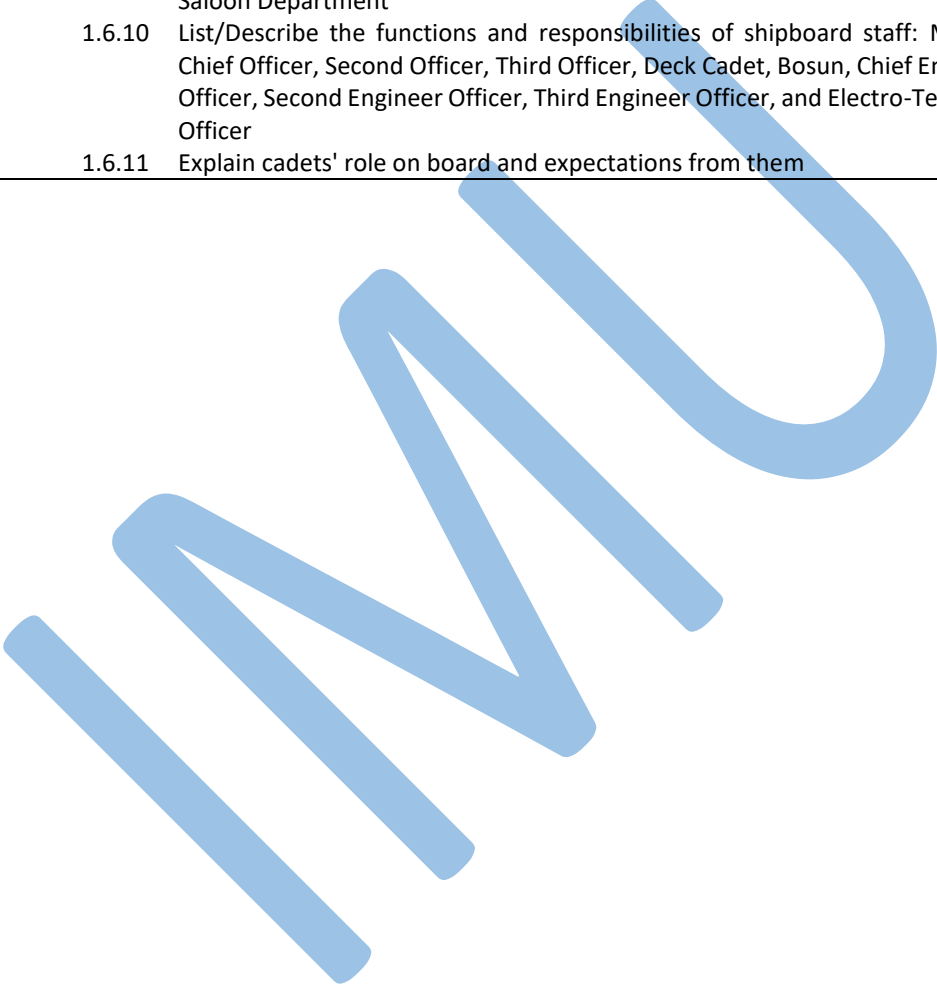 Saloon Department
1.6.10 List/Describe the functions and responsibilities of shipboard staff:
Chief Officer, Second Officer, Third Officer, Deck Cadet, Bosun, Chief
Officer, Second Engineer Officer, Third Engineer Officer, and
Officer
1.6.11 Explain cadets' role on board and expectations from them
IMU